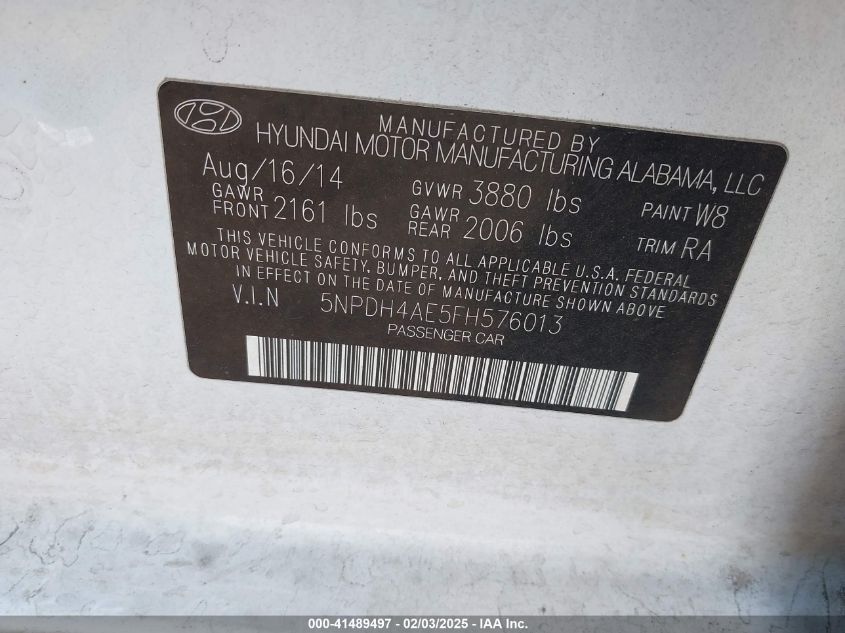 MANUFACTURED BY
HYUNDAI MOTOR MANUFACTURING ALABAMA, LLC
Aug/16/14 GVWR 3880 lbs PAINT W8
GAWR FRONT 2161 lbs GAWR REAR 2006 lbs TRIM RA
THIS VEHICLE CONFORMS TO ALL APPLICABLE U.S.A. FEDERAL
MOTOR VEHICLE SAFETY, BUMPER, AND THEFT PREVENTION STANDARDS
IN EFFECT ON THE DATE OF MANUFACTURE SHOWN ABOVE
V.I.N 5NPDH4AE5FH576013
PASSENGER CAR
000-41489497 - 02/03/2025 - IAA Inc.